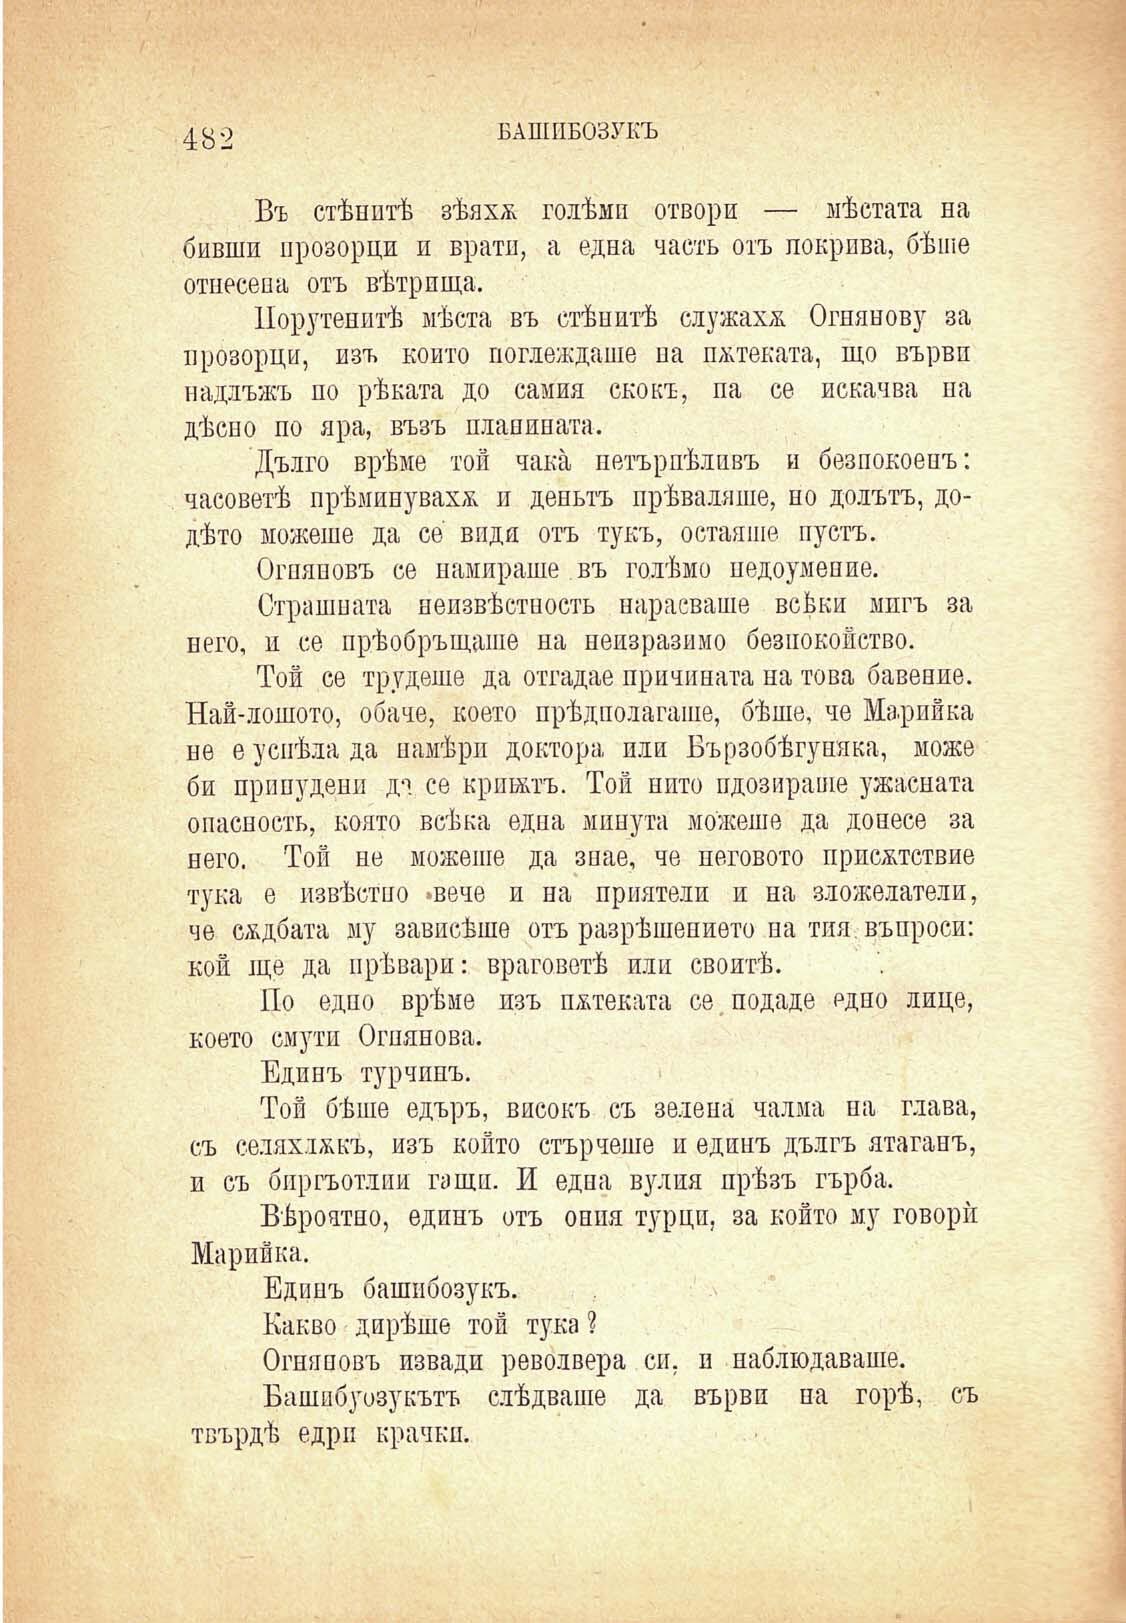 482
БАШИБОЗУКЪ
Въ стѣнитѣ зѣяхѫ голѣми отвори — мѣстата на
бивши прозорци и врати, а една часть отъ покрива, бѣше
отнесена отъ вѣтрища.
Порутенитѣ мѣста въ стѣнитѣ служахѫ Огнянову за
прозорци, изъ които поглеждаше на пѫтеката, що върви
надлъжъ по рѣката до самия скокъ, па се искачва на
дѣсно по яра, възъ планината.
Дълго врѣме той чака̀ нетърпѣливъ и безпокоенъ:
часоветѣ прѣминувахѫ и деньтъ прѣваляше, но долътъ, до-
дѣто можеше да се види отъ тукъ, остаяше пустъ.
Огняновъ се намираше въ голѣмо недоумение.
Страшната неизвѣстность нарасваше всѣки мигъ за
него, и се прѣобръщаше на неизразимо безпокойство.
Той се трудеше да отгадае причината на това бавение.
Най-лошото, обаче, което прѣдполагаше, бѣше, че Марийка
не е успѣла да намѣри доктора или Бързобѣгуняка, може
би принудени да се криѭтъ. Той нито пдозираше ужасната
опасность, която всѣка една минута можеше да донесе за
него. Той не можеше да знае, че неговото присѫтствие
тука е извѣстно вече и на приятели и на зложелатели,
че сѫдбата му зависѣше отъ разрѣшението на тия въпроси:
кой ще да прѣвари: враговетѣ или своитѣ.
По едно врѣме изъ пѫтеката се подаде едно лице,
което смути Огнянова.
Единъ турчинъ.
Той бѣше едъръ, високъ съ зелена чалма на глава,
съ селяхлѫкъ, изъ който стърчеше и единъ дългъ ятаганъ,
и съ биргъотлии гащи. И една вулия прѣзъ гърба.
Вѣроятно, единъ отъ ония турци, за който му говорѝ
Марийка.
Единъ башибозукъ.
Какво дирѣше той тука?
Огняновъ извади револвера си, и наблюдаваше.
Башибуозукътъ слѣдваше да върви на горѣ, съ
твърдѣ едри крачки.